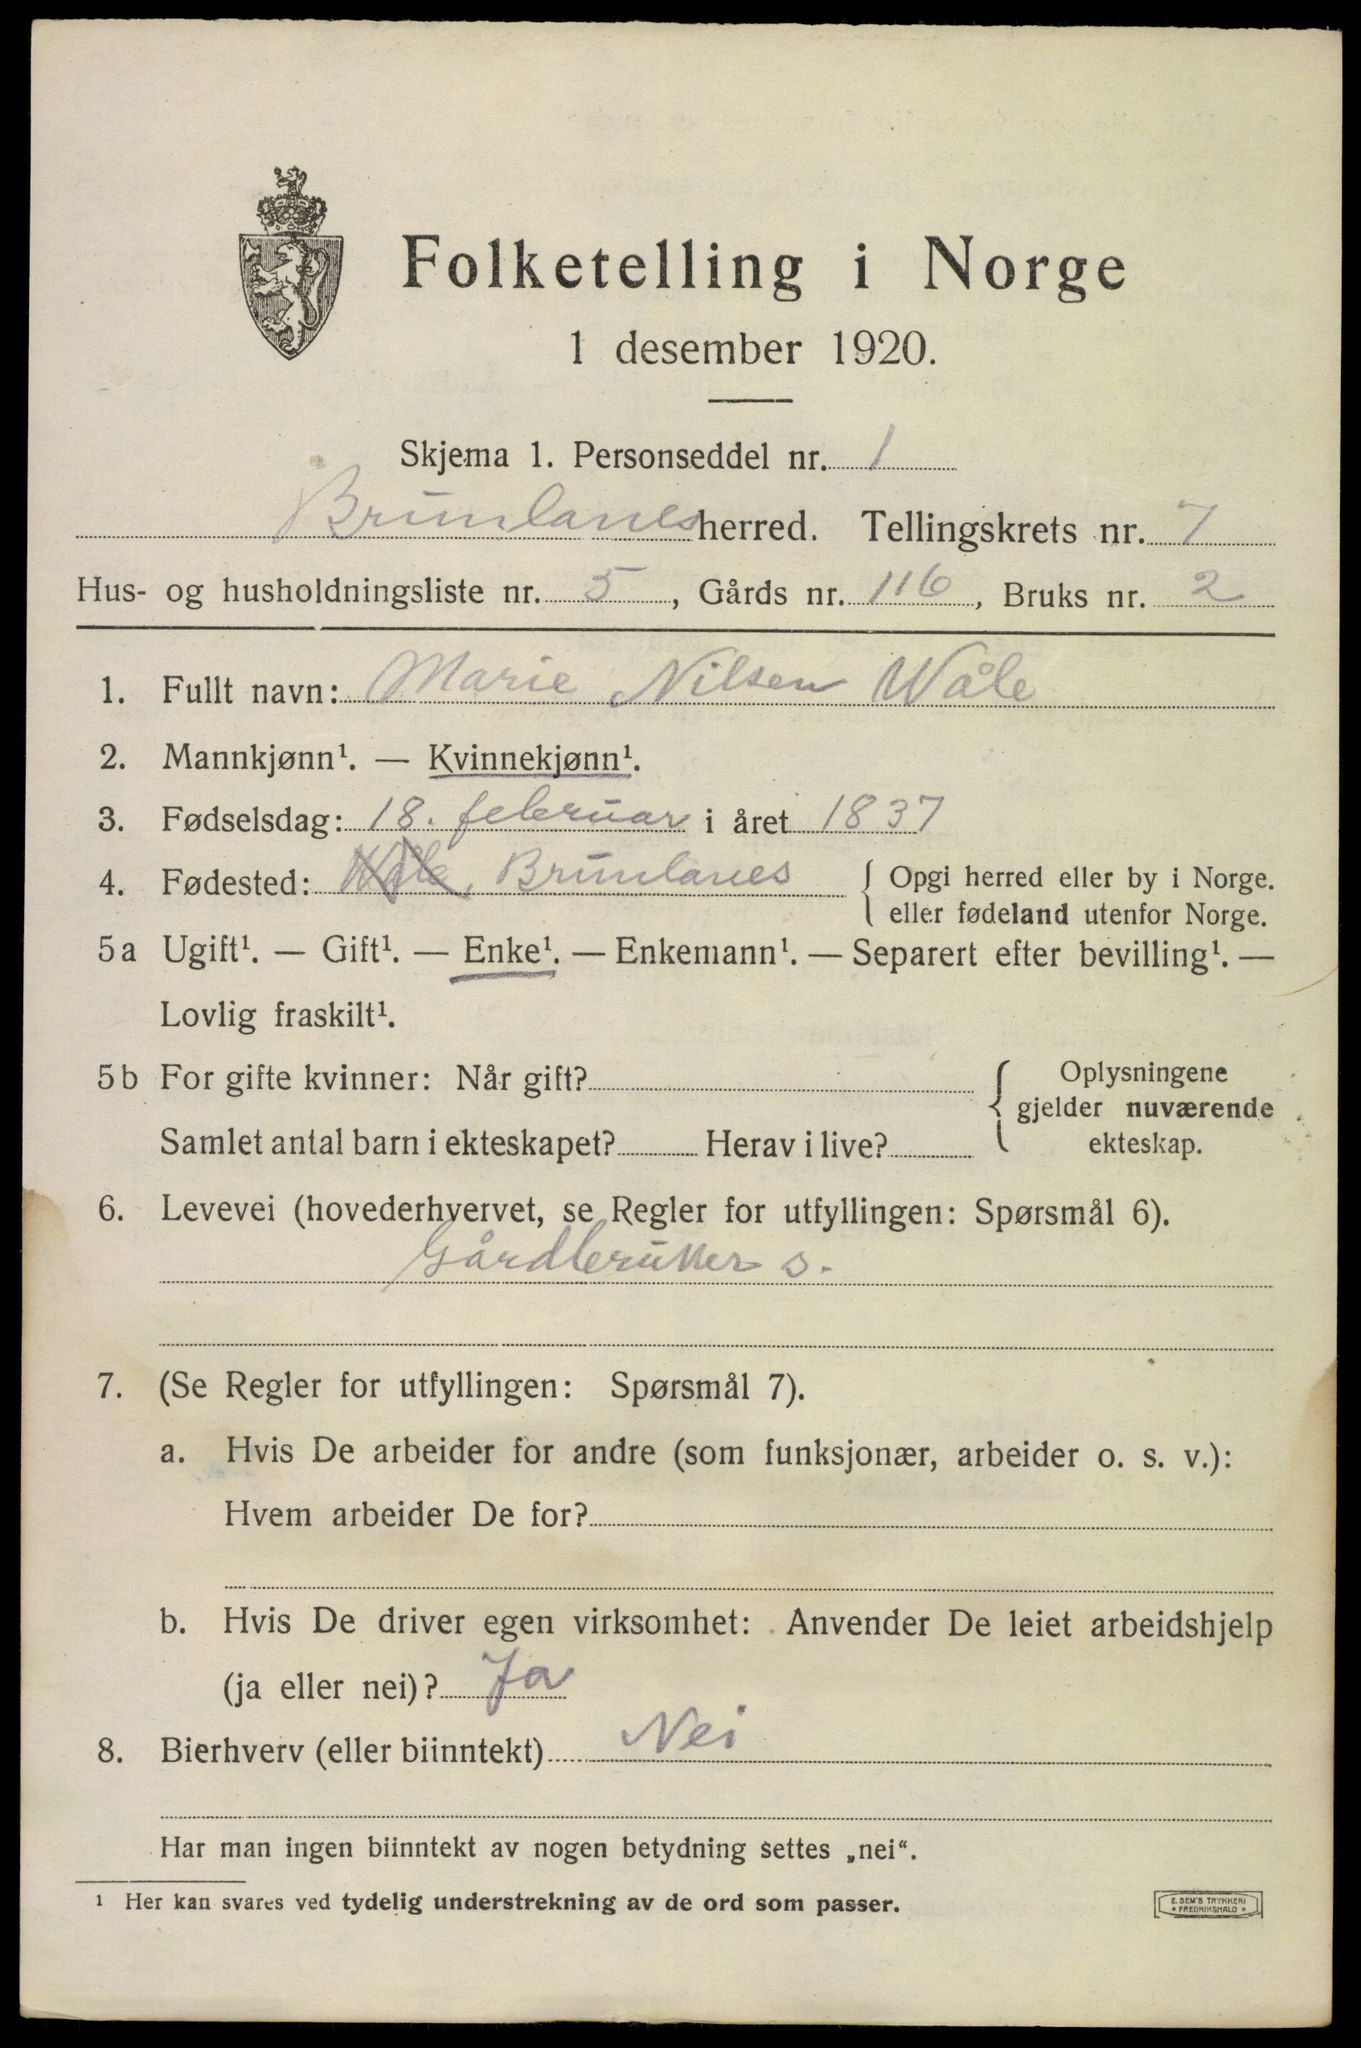 Folketelling i Norge
1 desember 1920.
Skjema 1. Personseddel nr. 1
Brunlanes herred. Tellingskrets nr. 7
Hus- og husholdningsliste nr. 5, Gårds nr. 116, Bruks nr. 2
1. Fullt navn: Marie Nilsen Wåle
2. Mannkjønn¹. — Kvinnekjønn¹.
3. Fødselsdag: 18. februar i året 1837
4. Fødested: Wåle, Brunlanes { Opgi herred eller by i Norge.
eller fødeland utenfor Norge.
5a Ugift¹. — Gift¹. — Enke¹. — Enkemann¹. — Separert efter bevilling¹. —
Lovlig fraskilt¹.
5b For gifte kvinner: Når gift? { Oplysningene
gjelder nuværende
Samlet antal barn i ekteskapet? Herav i live? ekteskap.
6. Levevei (hovederhvervet, se Regler for utfyllingen: Spørsmål 6).
Gårdbruker s.
7. (Se Regler for utfyllingen: Spørsmål 7).
a. Hvis De arbeider for andre (som funksjonær, arbeider o. s. v.):
Hvem arbeider De for?
b. Hvis De driver egen virksomhet: Anvender De leiet arbeidshjelp
(ja eller nei)? Ja
8. Bierhverv (eller biinntekt) Nei
Har man ingen biinntekt av nogen betydning settes „nei".
¹ Her kan svares ved tydelig understrekning av de ord som passer.
E. SEM'S TRYKKERI
FREDRIKSHALD